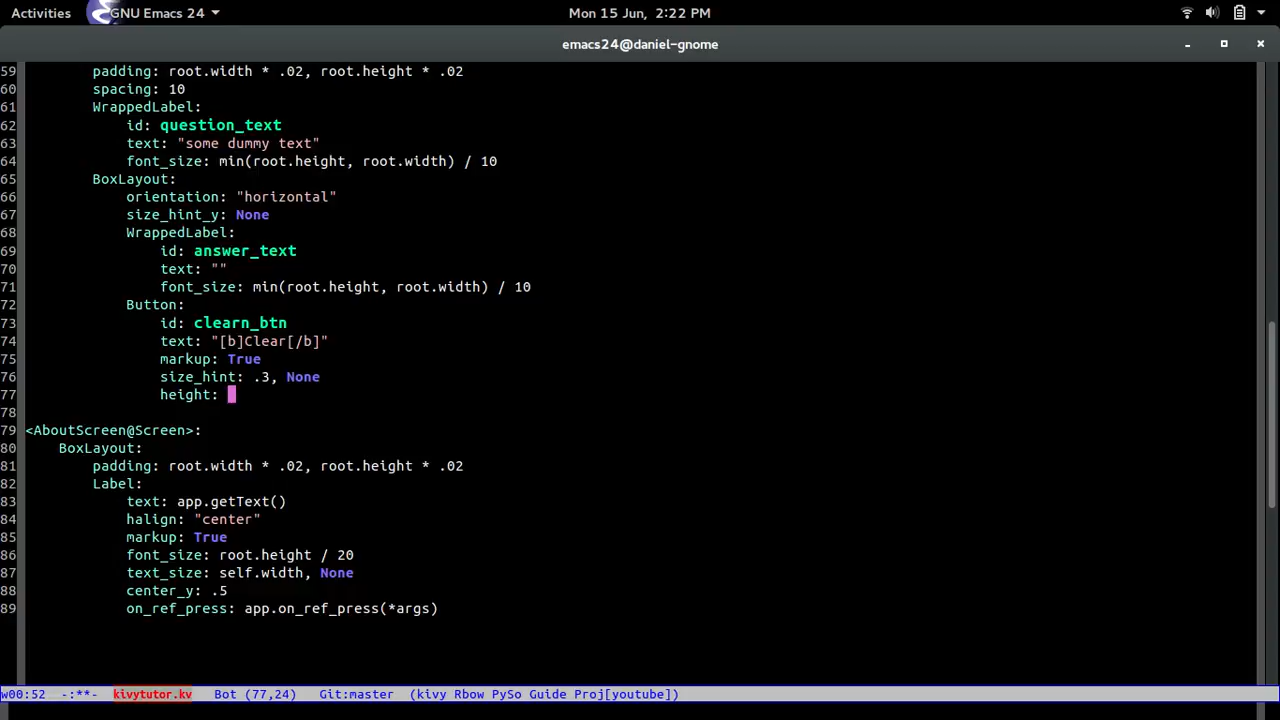 Activities GNU Emacs 24 Mon 15 Jun, 2:22 PM
emacs24@daniel-gnome
59 padding: root.width * .02, root.height * .02
60 spacing: 10
61 WrappedLabel:
62 id: question_text
63 text: "some dummy text"
64 font_size: min(root.height, root.width) / 10
65 BoxLayout:
66 orientation: "horizontal"
67 size_hint_y: None
68 WrappedLabel:
69 id: answer_text
70 text: ""
71 font_size: min(root.height, root.width) / 10
72 Button:
73 id: clearn_btn
74 text: "[b]Clear[/b]"
75 markup: True
76 size_hint: .3, None
77 height:
78
79 <AboutScreen@Screen>:
80 BoxLayout:
81 padding: root.width * .02, root.height * .02
82 Label:
83 text: app.getText()
84 halign: "center"
85 markup: True
86 font_size: root.height / 20
87 text_size: self.width, None
88 center_y: .5
89 on_ref_press: app.on_ref_press(*args)
w00:52 -:**- kivytutor.kv Bot (77,24) Git:master (kivy Rbow PySo Guide Proj[youtube])